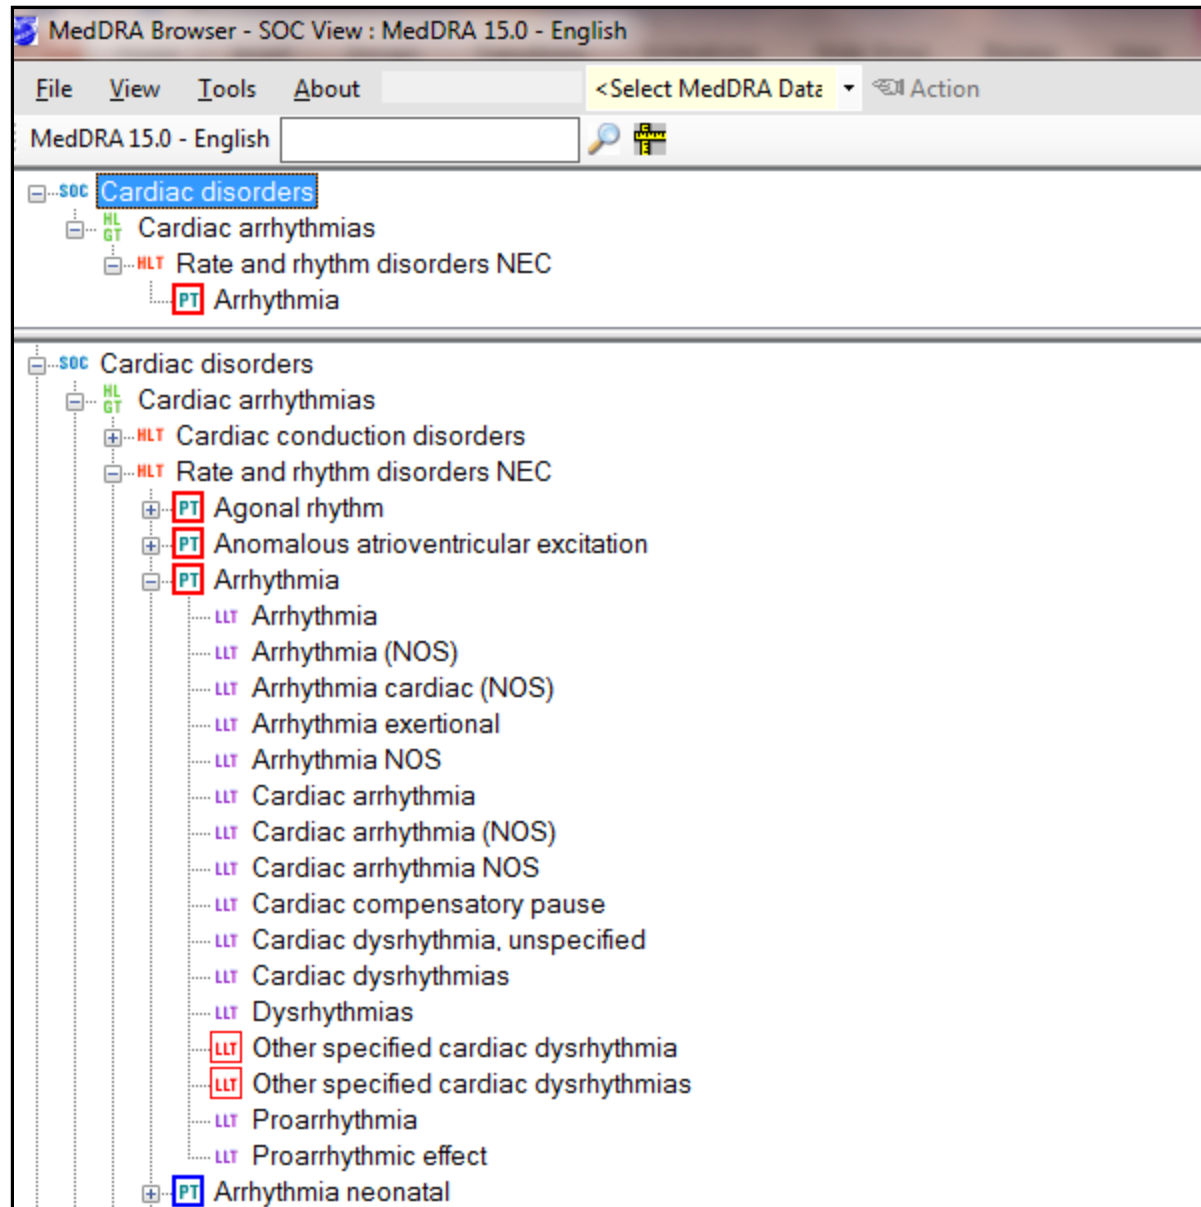 MedDRA Browser - SOC View : MedDRA 15.0 - English
File View Tools About <Select MedDRA Data Action
MedDRA 15.0 - English
SOC Cardiac disorders
HLGT Cardiac arrhythmias
HLT Rate and rhythm disorders NEC
PT Arrhythmia
SOC Cardiac disorders
HLGT Cardiac arrhythmias
HLT Cardiac conduction disorders
HLT Rate and rhythm disorders NEC
PT Agonal rhythm
PT Anomalous atrioventricular excitation
PT Arrhythmia
LLT Arrhythmia
LLT Arrhythmia (NOS)
LLT Arrhythmia cardiac (NOS)
LLT Arrhythmia exertional
LLT Arrhythmia NOS
LLT Cardiac arrhythmia
LLT Cardiac arrhythmia (NOS)
LLT Cardiac arrhythmia NOS
LLT Cardiac compensatory pause
LLT Cardiac dysrhythmia, unspecified
LLT Cardiac dysrhythmias
LLT Dysrhythmias
LLT Other specified cardiac dysrhythmia
LLT Other specified cardiac dysrhythmias
LLT Proarrhythmia
LLT Proarrhythmic effect
PT Arrhythmia neonatal